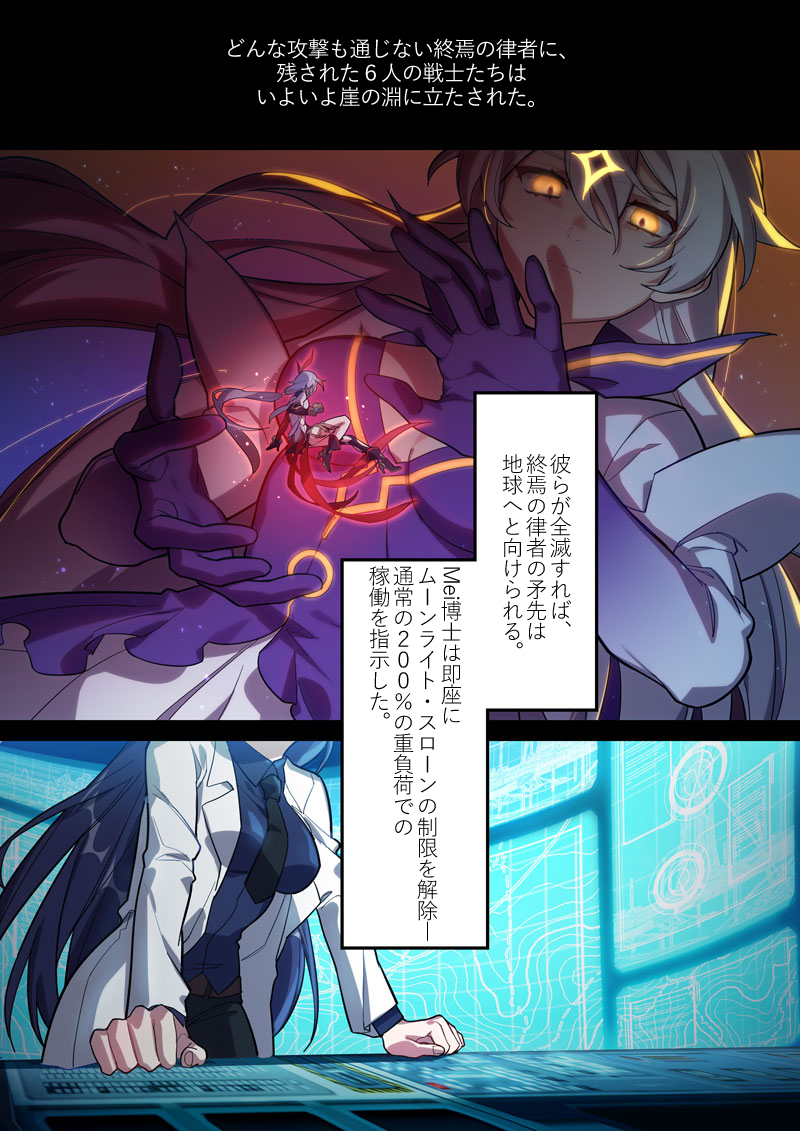 どんな攻撃も通じない終焉の律者に、
残された６人の戦士たちは
いよいよ崖の淵に立たされた。
彼らが全滅すれば、
終焉の律者の矛先は
地球へと向けられる。
Mei博士は即座に
ムーンライト・スローンの制限を解除—
通常の２００％の重負荷での
稼働を指示した。